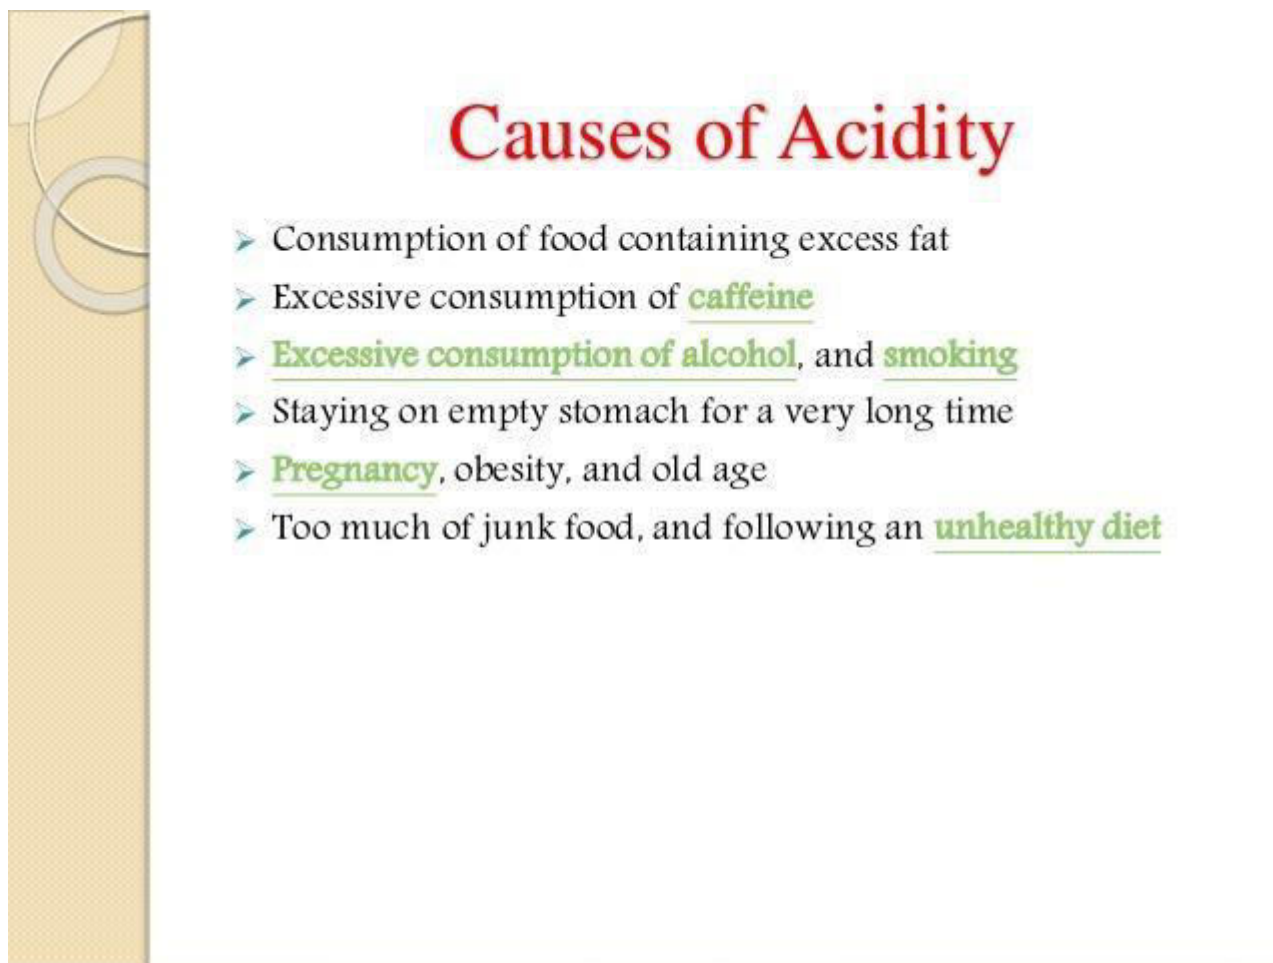 Causes of Acidity
Consumption of food containing excess fat
Excessive consumption of caffeine
Excessive consumption of alcohol, and smoking
Staying on empty stomach for a very long time
Pregnancy, obesity, and old age
Too much of junk food, and following an unhealthy diet